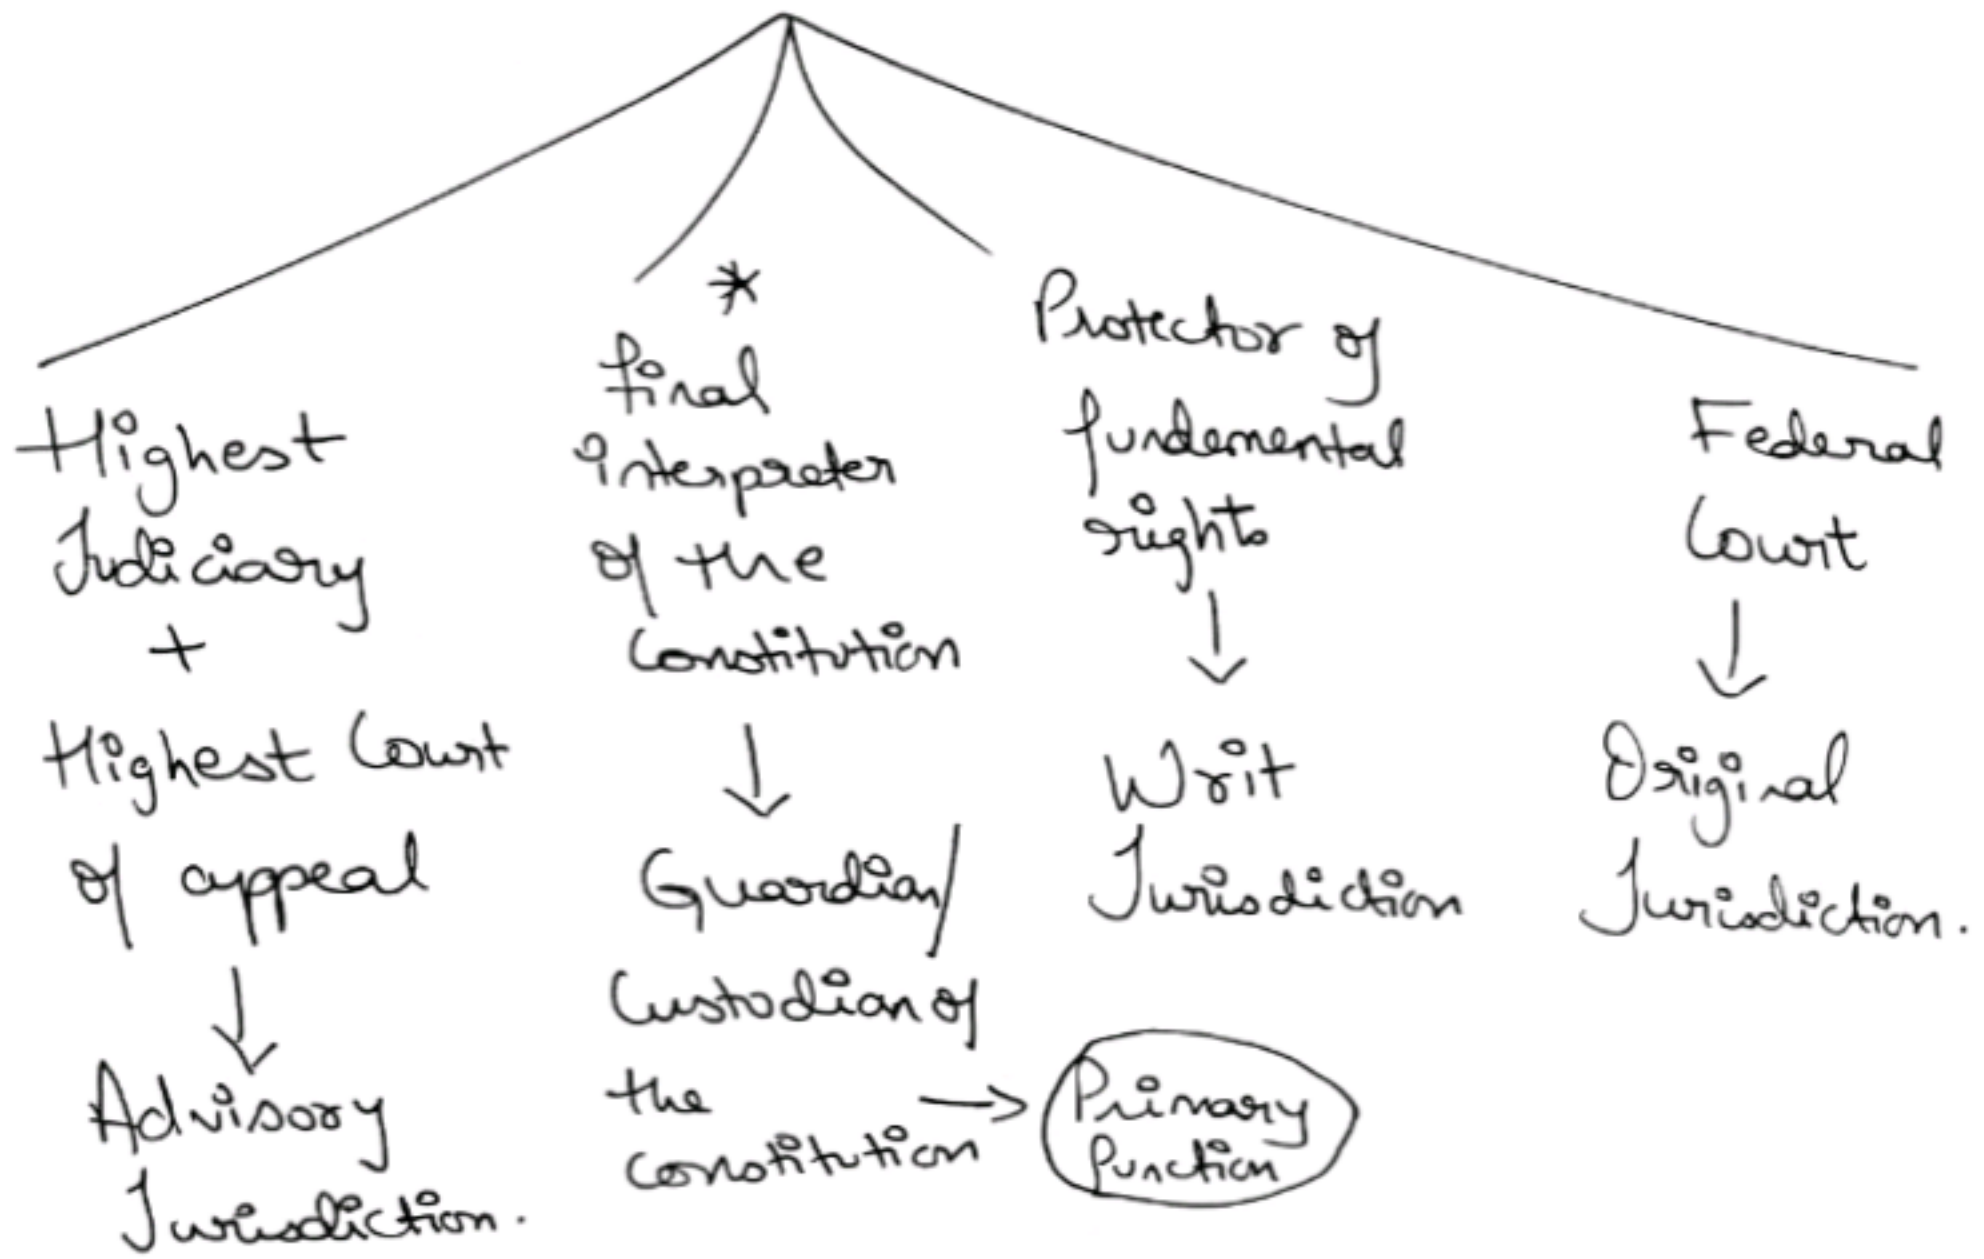 Highest
Judiciary
+
Highest Court
of appeal
↓
Advisory
Jurisdiction.
*
final
interpreter
of the
Constitution
↓
Guardian/
Custodian of
the
constitution
→
Primary
function
Protector of
fundemental
rights
↓
Writ
Jurisdiction
Federal
Court
↓
Original
Jurisdiction.